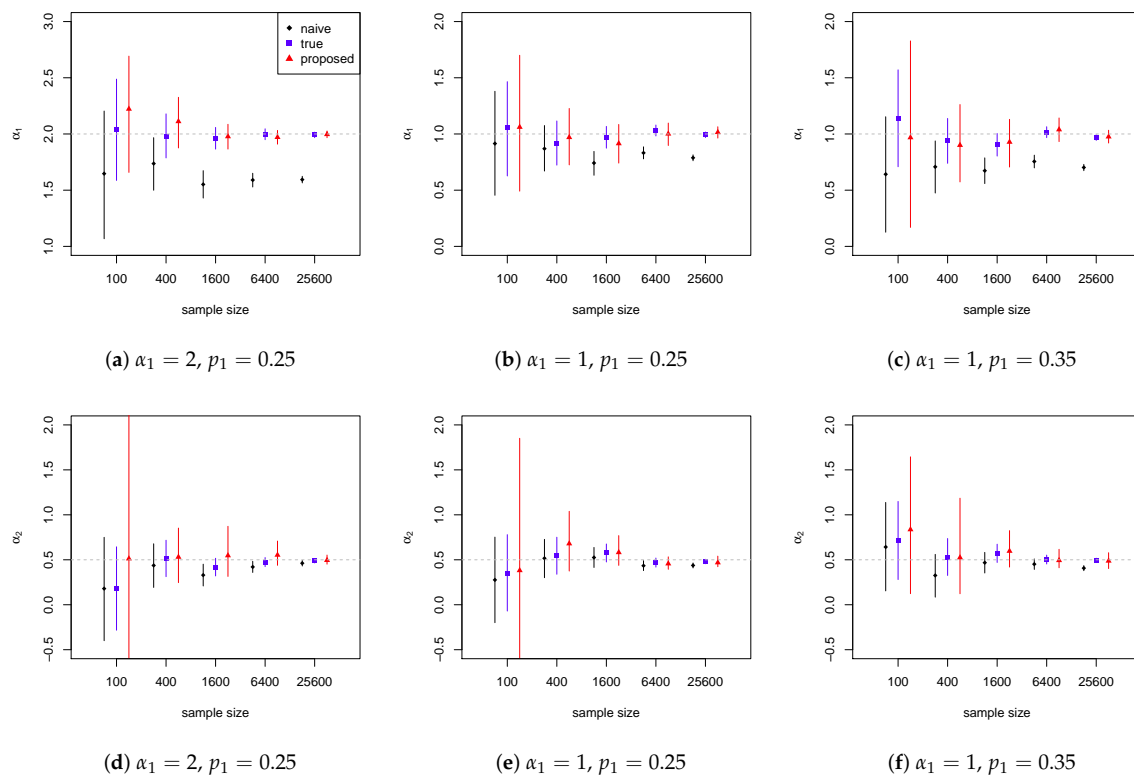 3.0
2.5
2.0
1.5
1.0
α1
naive
true
proposed
100 400 1600 6400 25600
sample size
(a) α1 = 2, p1 = 0.25
2.0
1.5
1.0
0.5
0.0
α1
100 400 1600 6400 25600
sample size
(b) α1 = 1, p1 = 0.25
2.0
1.5
1.0
0.5
0.0
α1
100 400 1600 6400 25600
sample size
(c) α1 = 1, p1 = 0.35
2.0
1.5
1.0
0.5
0.0
−0.5
α2
100 400 1600 6400 25600
sample size
(d) α1 = 2, p1 = 0.25
2.0
1.5
1.0
0.5
0.0
−0.5
α2
100 400 1600 6400 25600
sample size
(e) α1 = 1, p1 = 0.25
2.0
1.5
1.0
0.5
0.0
−0.5
α2
100 400 1600 6400 25600
sample size
(f) α1 = 1, p1 = 0.35